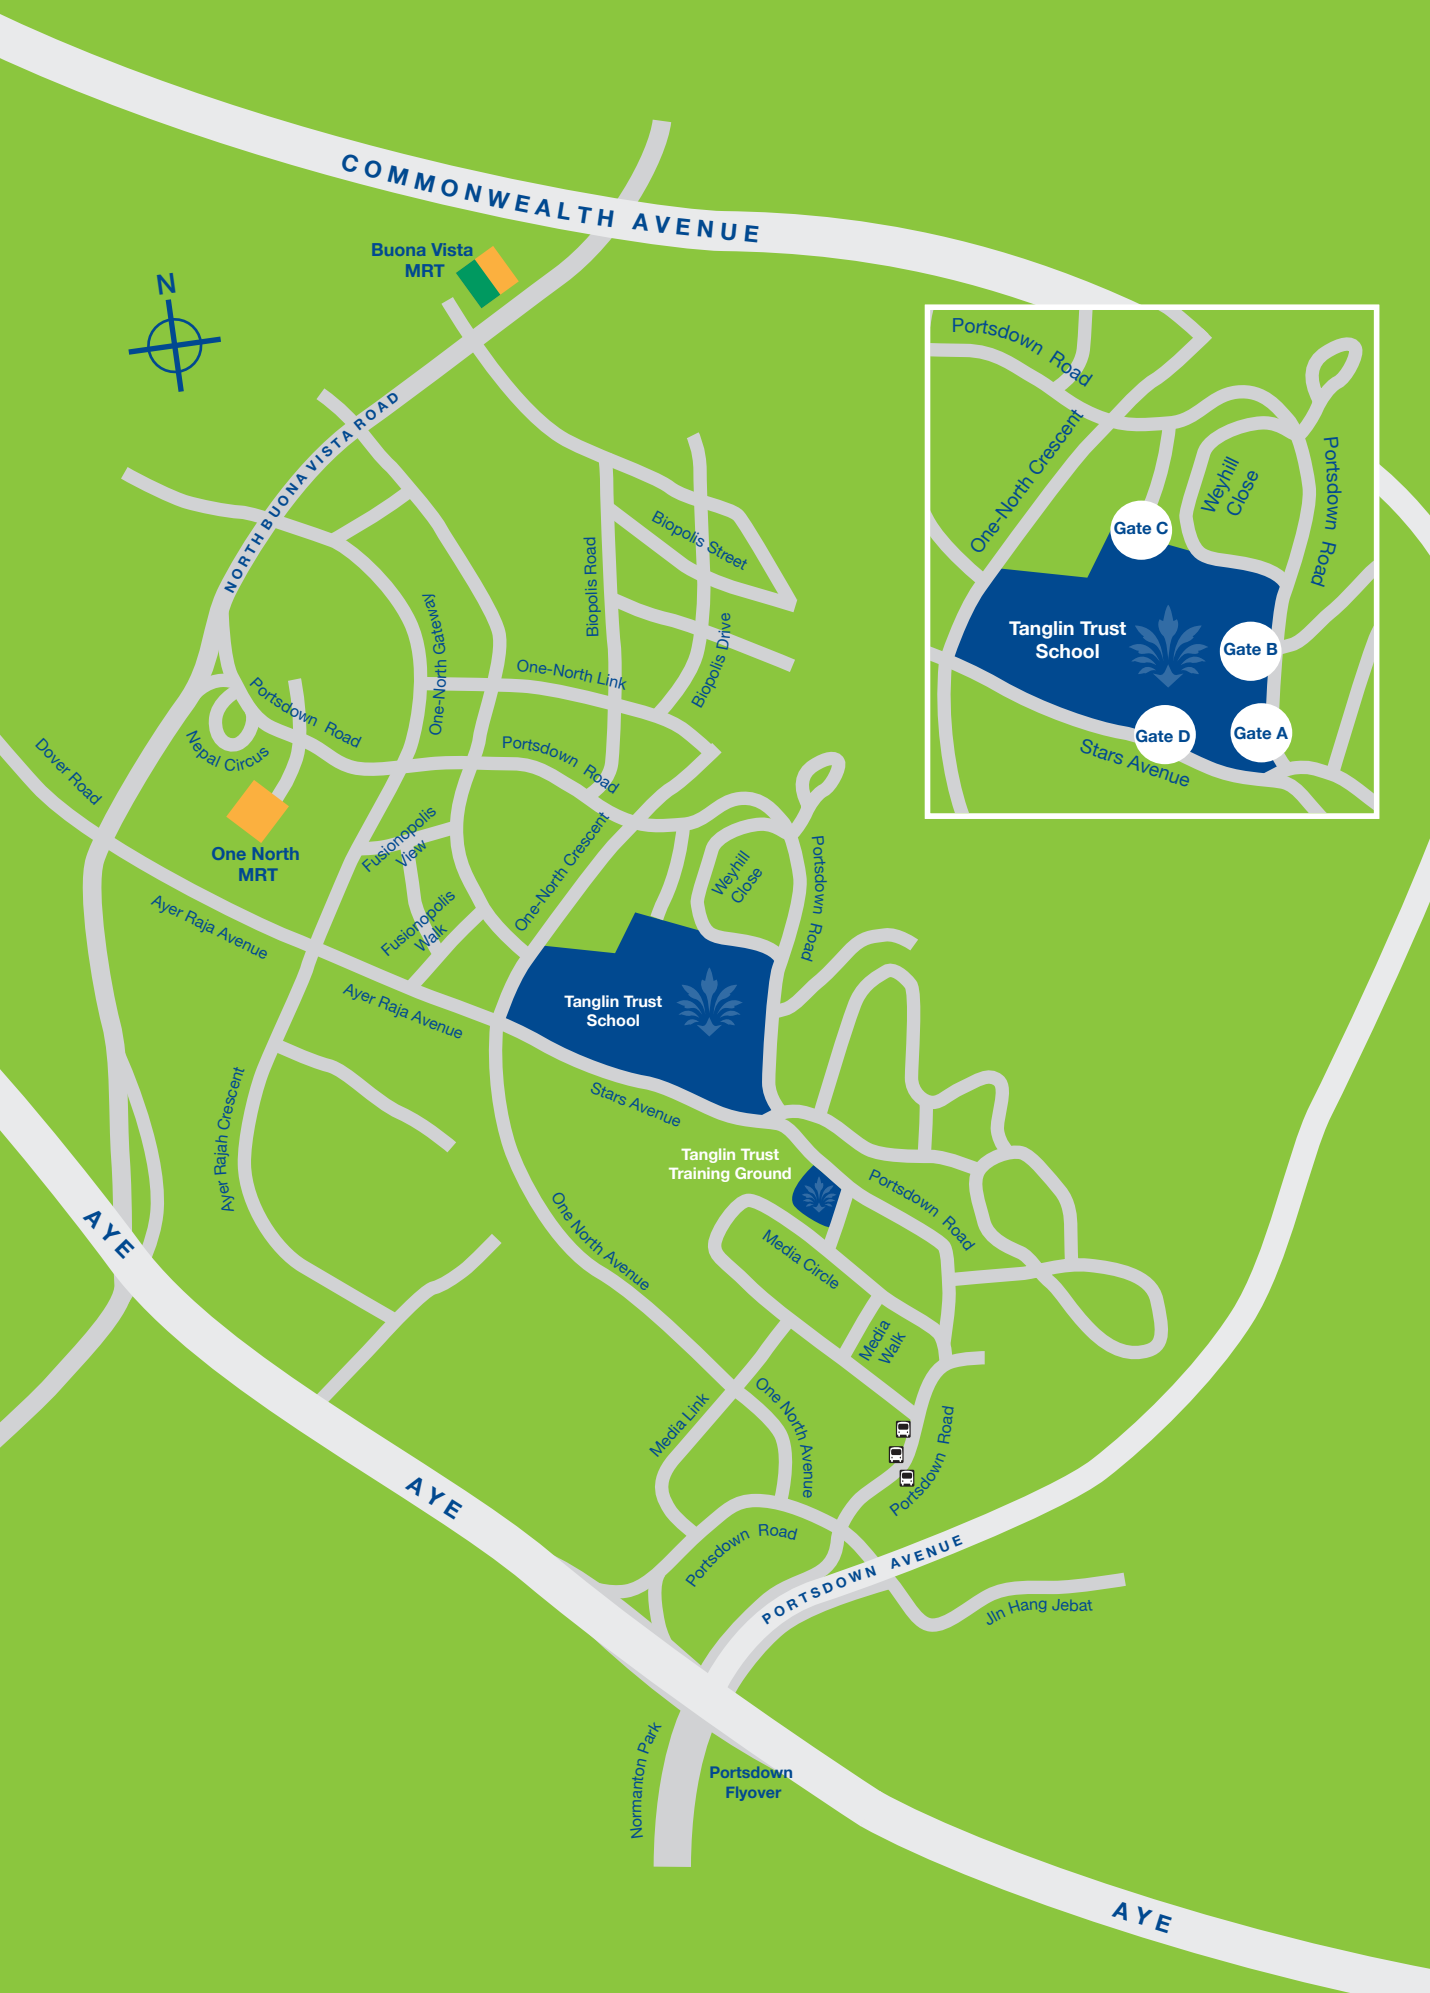 COMMONWEALTH AVENUE
Buona Vista
MRT
N
NORTH BUONA VISTA ROAD
Portsdown Road
One-North Crescent
Weyhill
Close
Portsdown Road
Gate C
Tanglin Trust
School
Gate B
Gate D
Gate A
Stars Avenue
Biopolis Street
Biopolis Road
Biopolis Drive
One-North Gateway
One-North Link
Portsdown Road
Portsdown Road
Nepal Circus
Dover Road
One North
MRT
Fusionopolis
View
Fusionopolis
Walk
One-North Crescent
Weyhill
Close
Portsdown Road
Ayer Raja Avenue
Ayer Raja Avenue
Tanglin Trust
School
Stars Avenue
Ayer Rajah Crescent
Tanglin Trust
Training Ground
Portsdown Road
One North Avenue
Media Circle
Media
Walk
AYE
Media Link
One North Avenue
Portsdown Road
AYE
Portsdown Road
PORTSDOWN AVENUE
Jln Hang Jebat
Normanton Park
Portsdown
Flyover
AYE